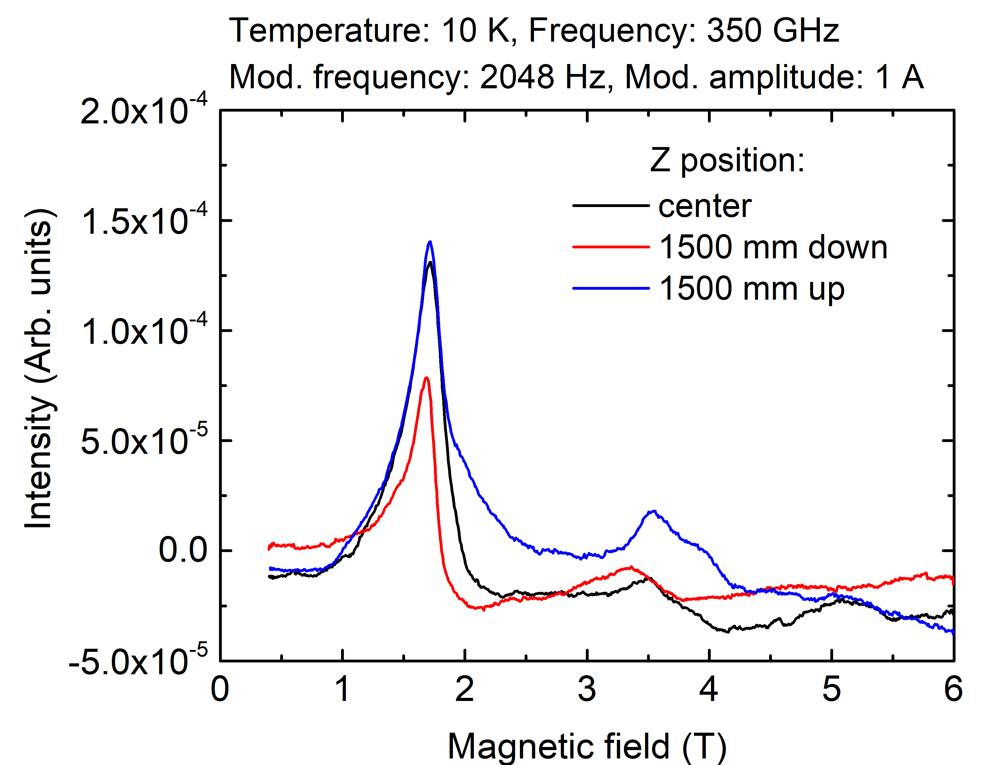 Temperature: 10 K, Frequency: 350 GHz
Mod. frequency: 2048 Hz, Mod. amplitude: 1 A
2.0x10⁻⁴
1.5x10⁻⁴
1.0x10⁻⁴
5.0x10⁻⁵
0.0
-5.0x10⁻⁵
Intensity (Arb. units)
Z position:
center
1500 mm down
1500 mm up
0 1 2 3 4 5 6
Magnetic field (T)